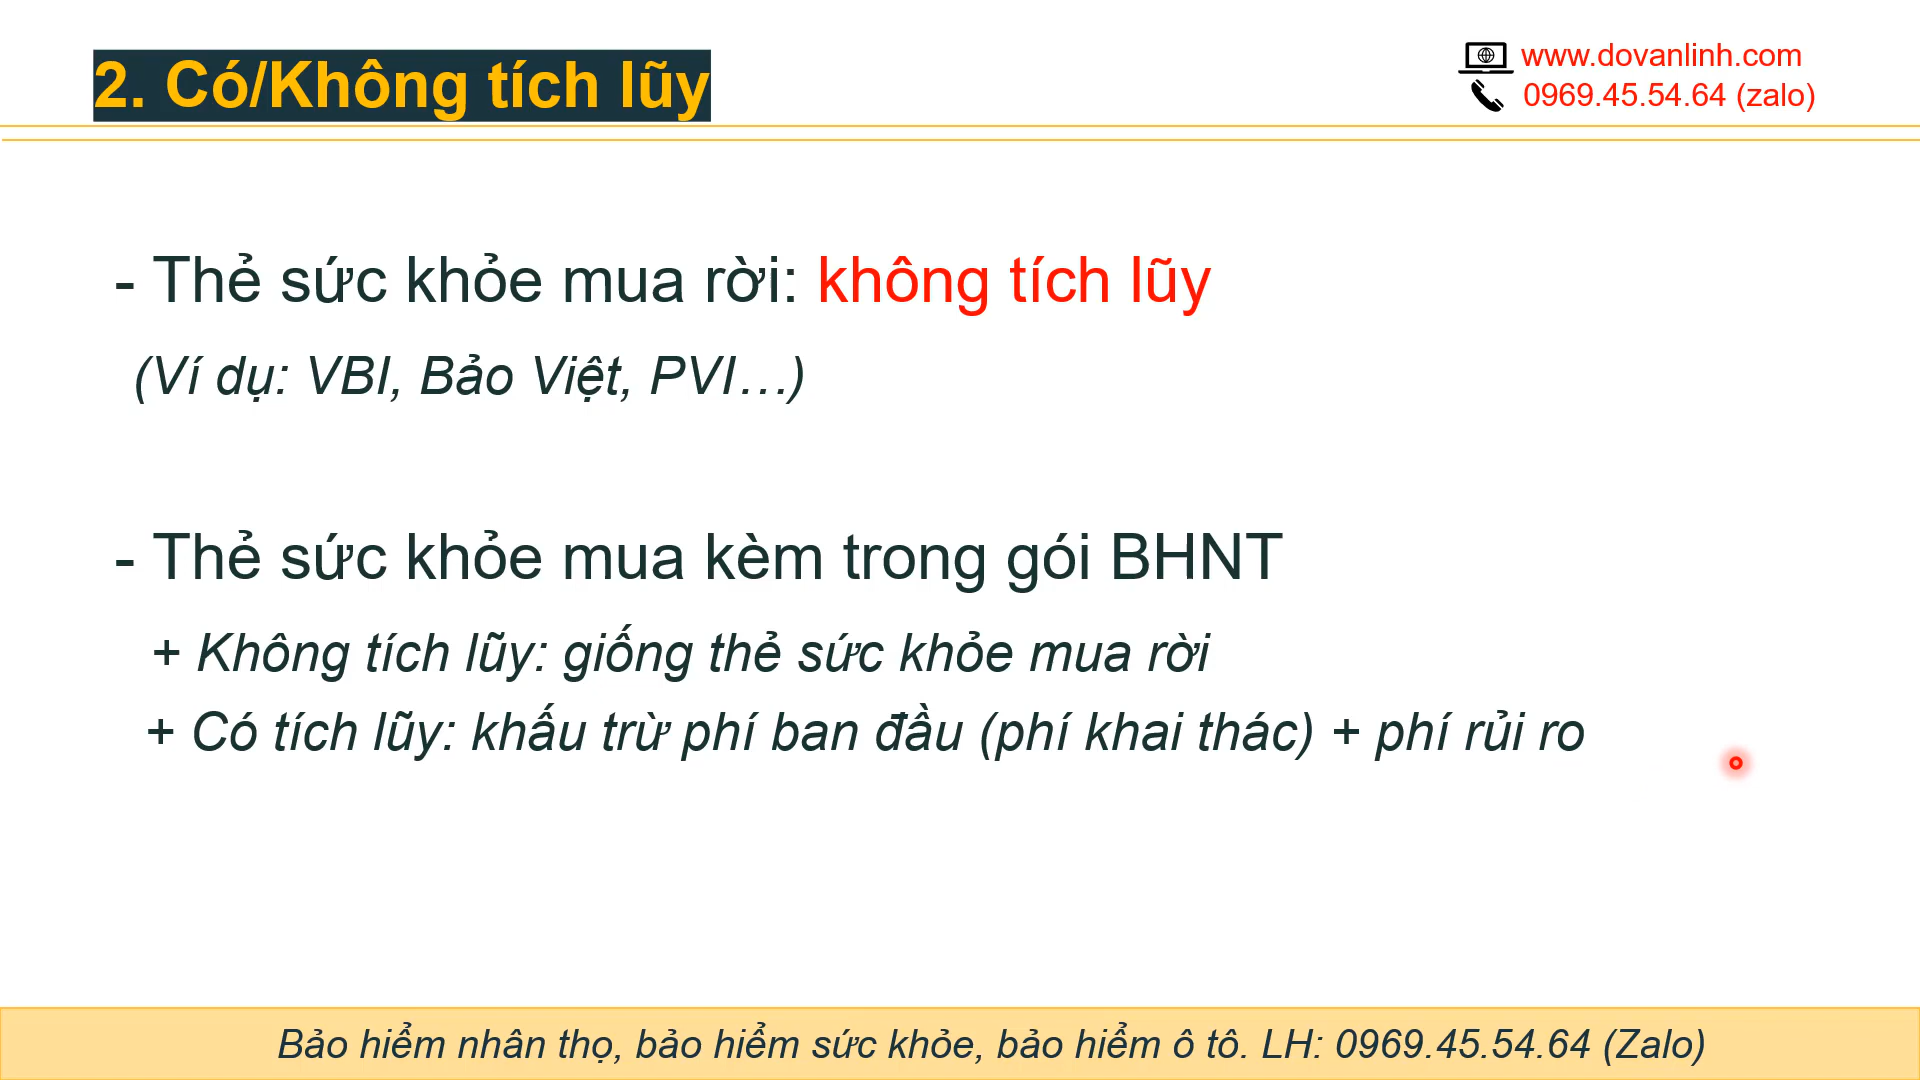 2. Có/Không tích lũy
www.dovanlinh.com
0969.45.54.64 (zalo)
- Thẻ sức khỏe mua rời: không tích lũy
(Ví dụ: VBI, Bảo Việt, PVI...)
- Thẻ sức khỏe mua kèm trong gói BHNT
+ Không tích lũy: giống thẻ sức khỏe mua rời
+ Có tích lũy: khấu trừ phí ban đầu (phí khai thác) + phí rủi ro
Bảo hiểm nhân thọ, bảo hiểm sức khỏe, bảo hiểm ô tô. LH: 0969.45.54.64 (Zalo)